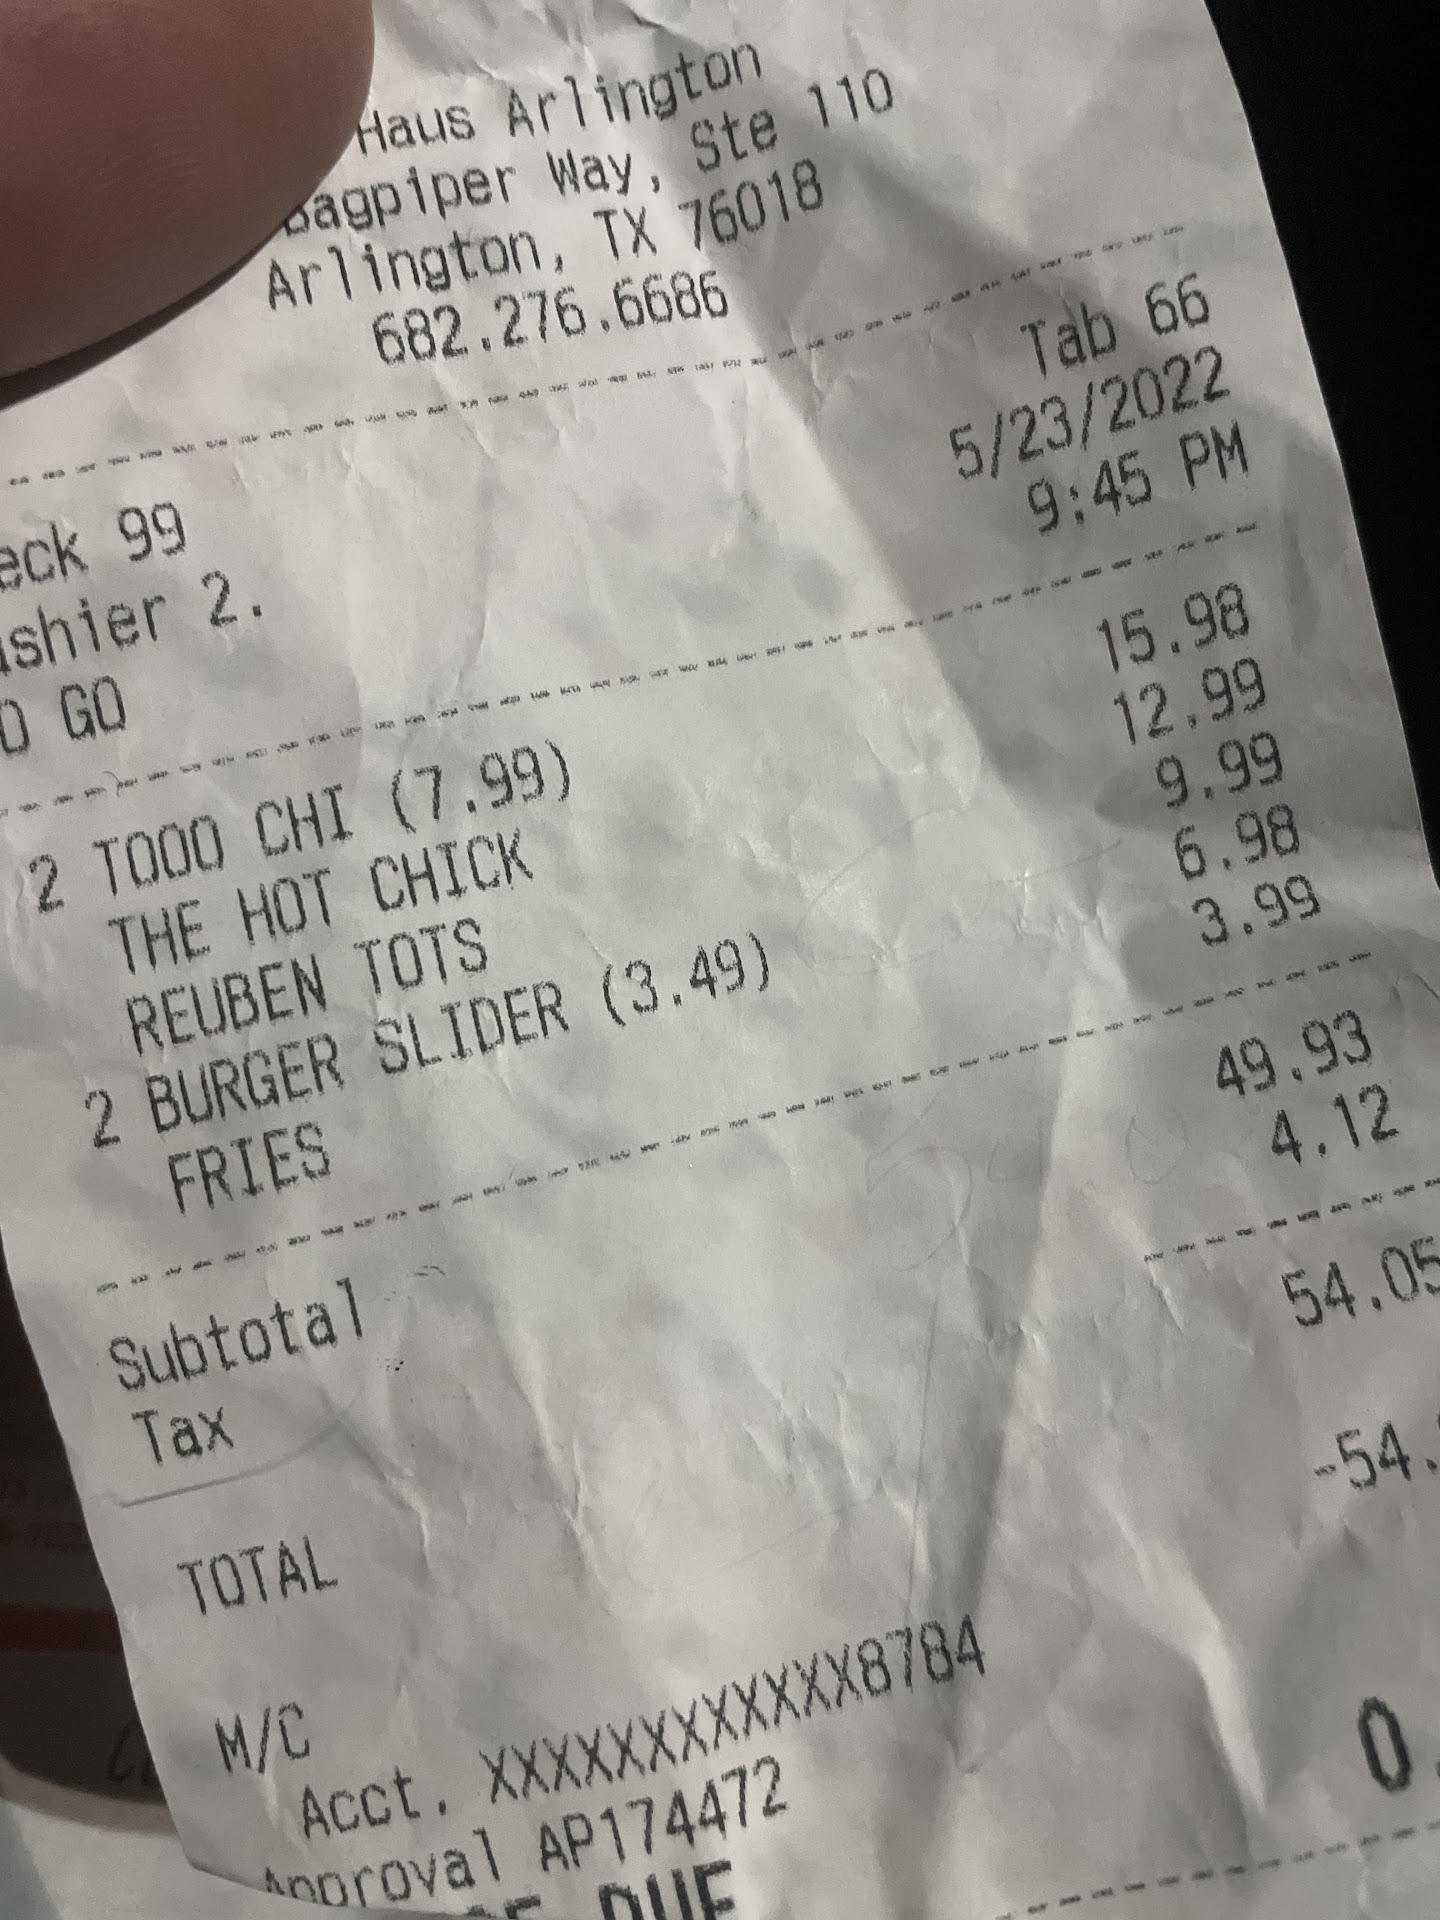 Haus Arlington
Bagpiper Way, Ste 110
Arlington, TX 76018
682.276.6686
Tab 66
eck 99 5/23/2022
ashier 2. 9:45 PM
O GO
2 TODO CHI (7.99) 15.98
THE HOT CHICK 12.99
REUBEN TOTS 9.99
2 BURGER SLIDER (3.49) 6.98
FRIES 3.99
Subtotal 49.93
Tax 4.12
TOTAL 54.05
M/C -54.
Acct. XXXXXXXXXXXX8784
Approval AP174472
DUE 0.